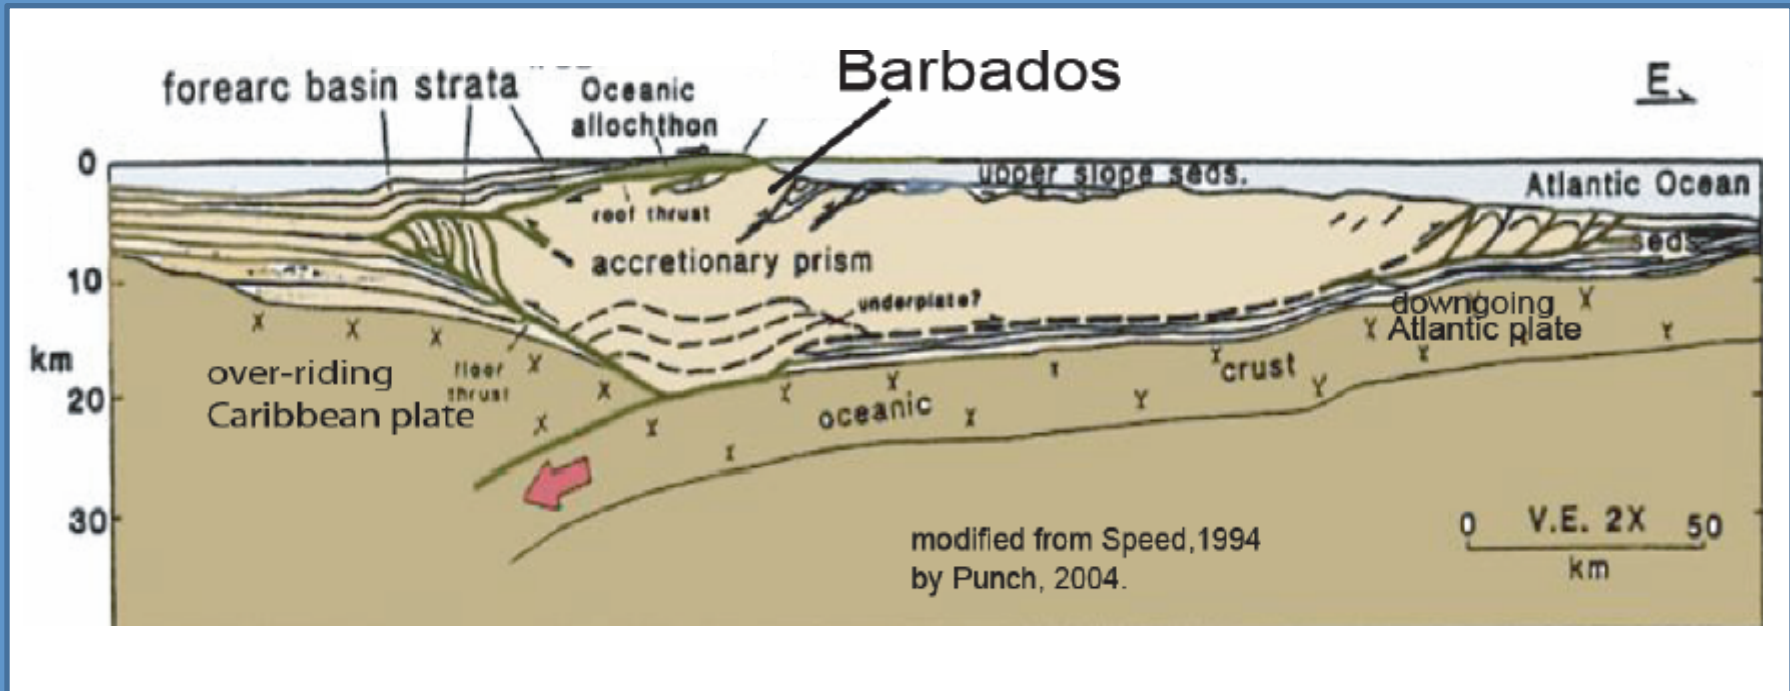 Barbados
E
forearc basin strata
Oceanic
allochthon
0
upper slope seds.
Atlantic Ocean
roof thrust
seds
accretionary prism
10
underplate?
downgoing
Atlantic plate
km
over-riding
Caribbean plate
floor
thrust
crust
20
oceanic
30
0 V.E. 2X 50
km
modified from Speed,1994
by Punch, 2004.